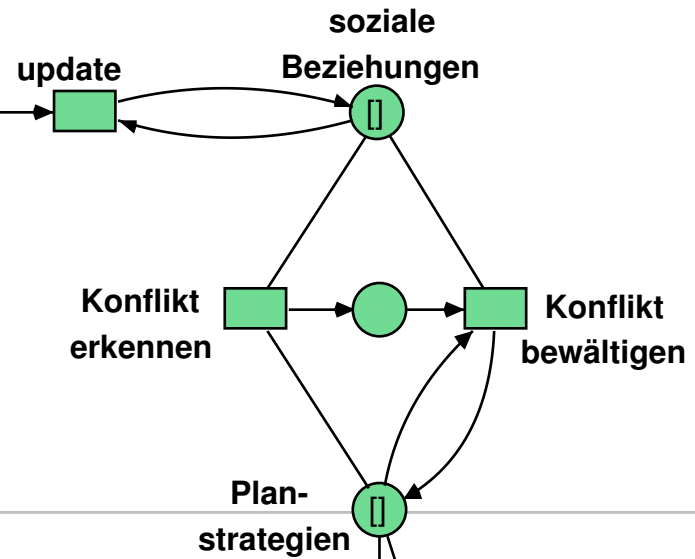 soziale
Beziehungen
update
[]
Konflikt
erkennen
Konflikt
bewältigen
Plan-
strategien
[]